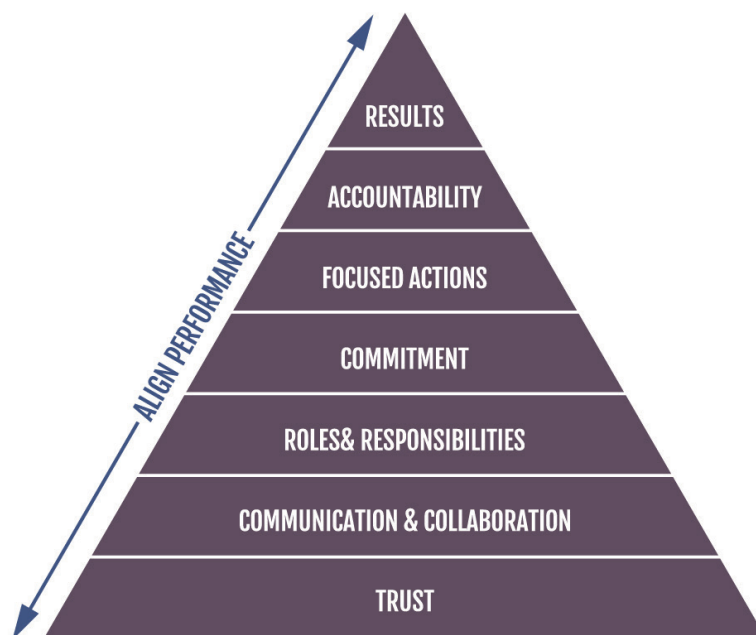 RESULTS
ACCOUNTABILITY
FOCUSED ACTIONS
COMMITMENT
ROLES& RESPONSIBILITIES
COMMUNICATION & COLLABORATION
TRUST
ALIGN PERFORMANCE